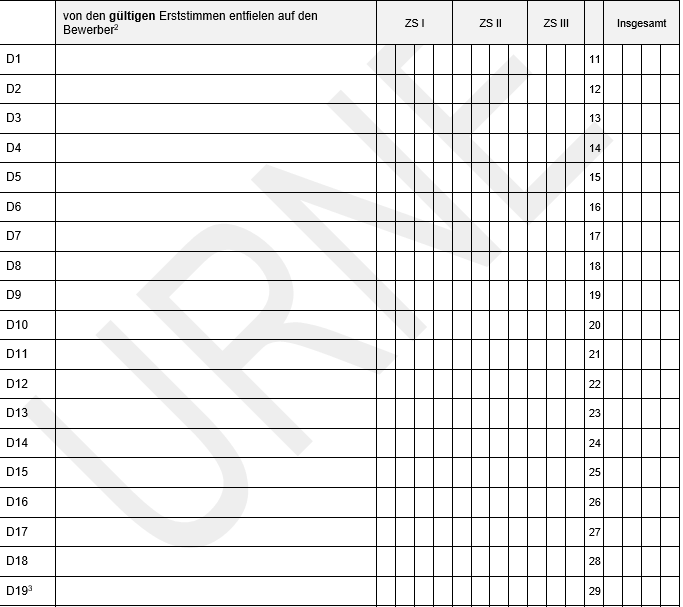 von den gültigen Erststimmen entfielen auf den
Bewerber² ZS I ZS II ZS III Insgesamt
D1 11
D2 12
D3 13
D4 14
D5 15
D6 16
D7 17
D8 18
D9 19
D10 20
D11 21
D12 22
D13 23
D14 24
D15 25
D16 26
D17 27
D18 28
D19³ 29
URNE